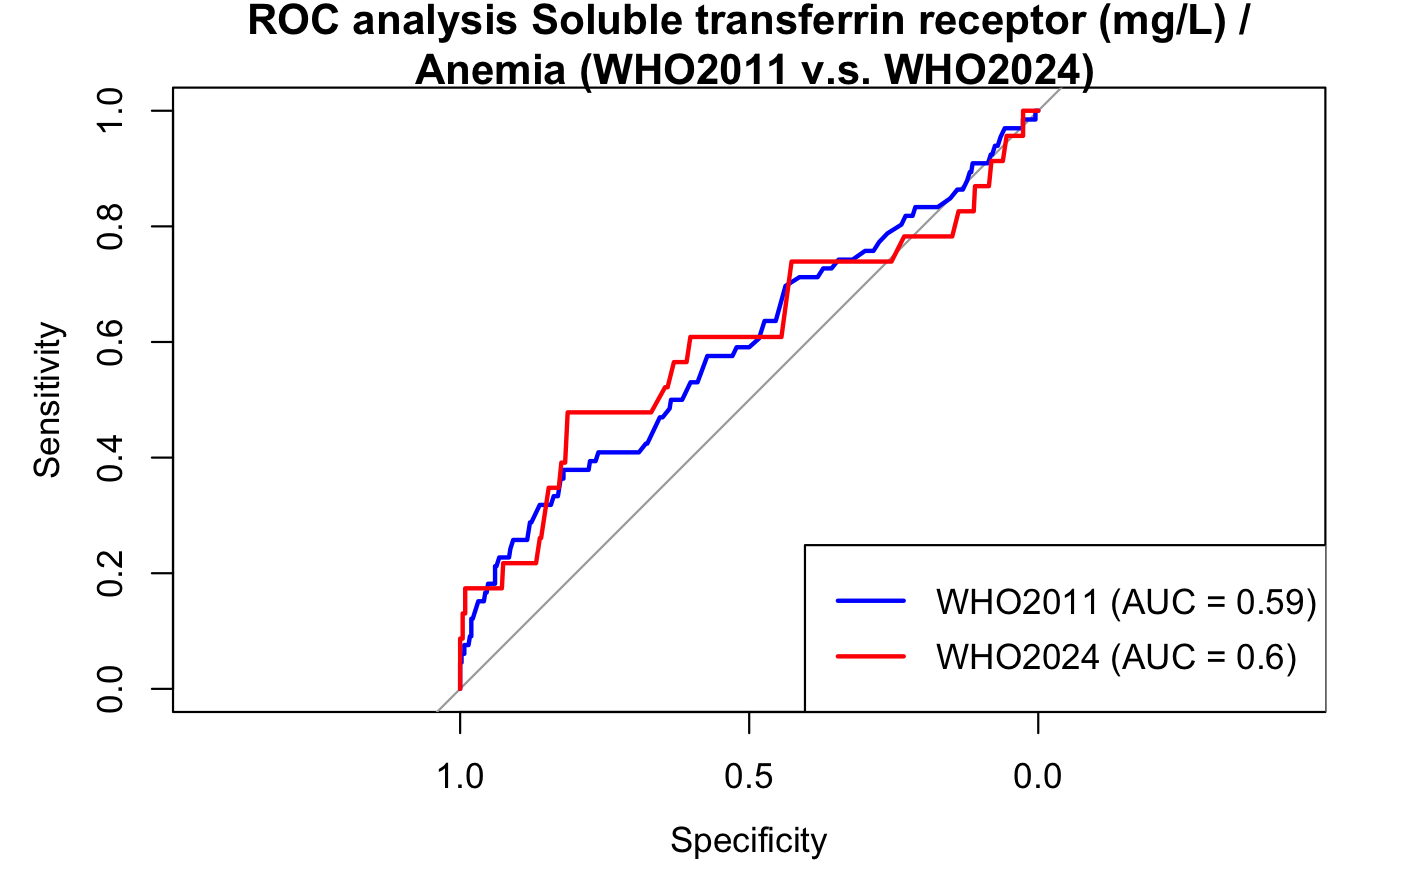 ROC analysis Soluble transferrin receptor (mg/L) /
Anemia (WHO2011 v.s. WHO2024)
1.0
0.8
0.6
0.4
0.2
0.0
Sensitivity
WHO2011 (AUC = 0.59)
WHO2024 (AUC = 0.6)
1.0 0.5 0.0
Specificity